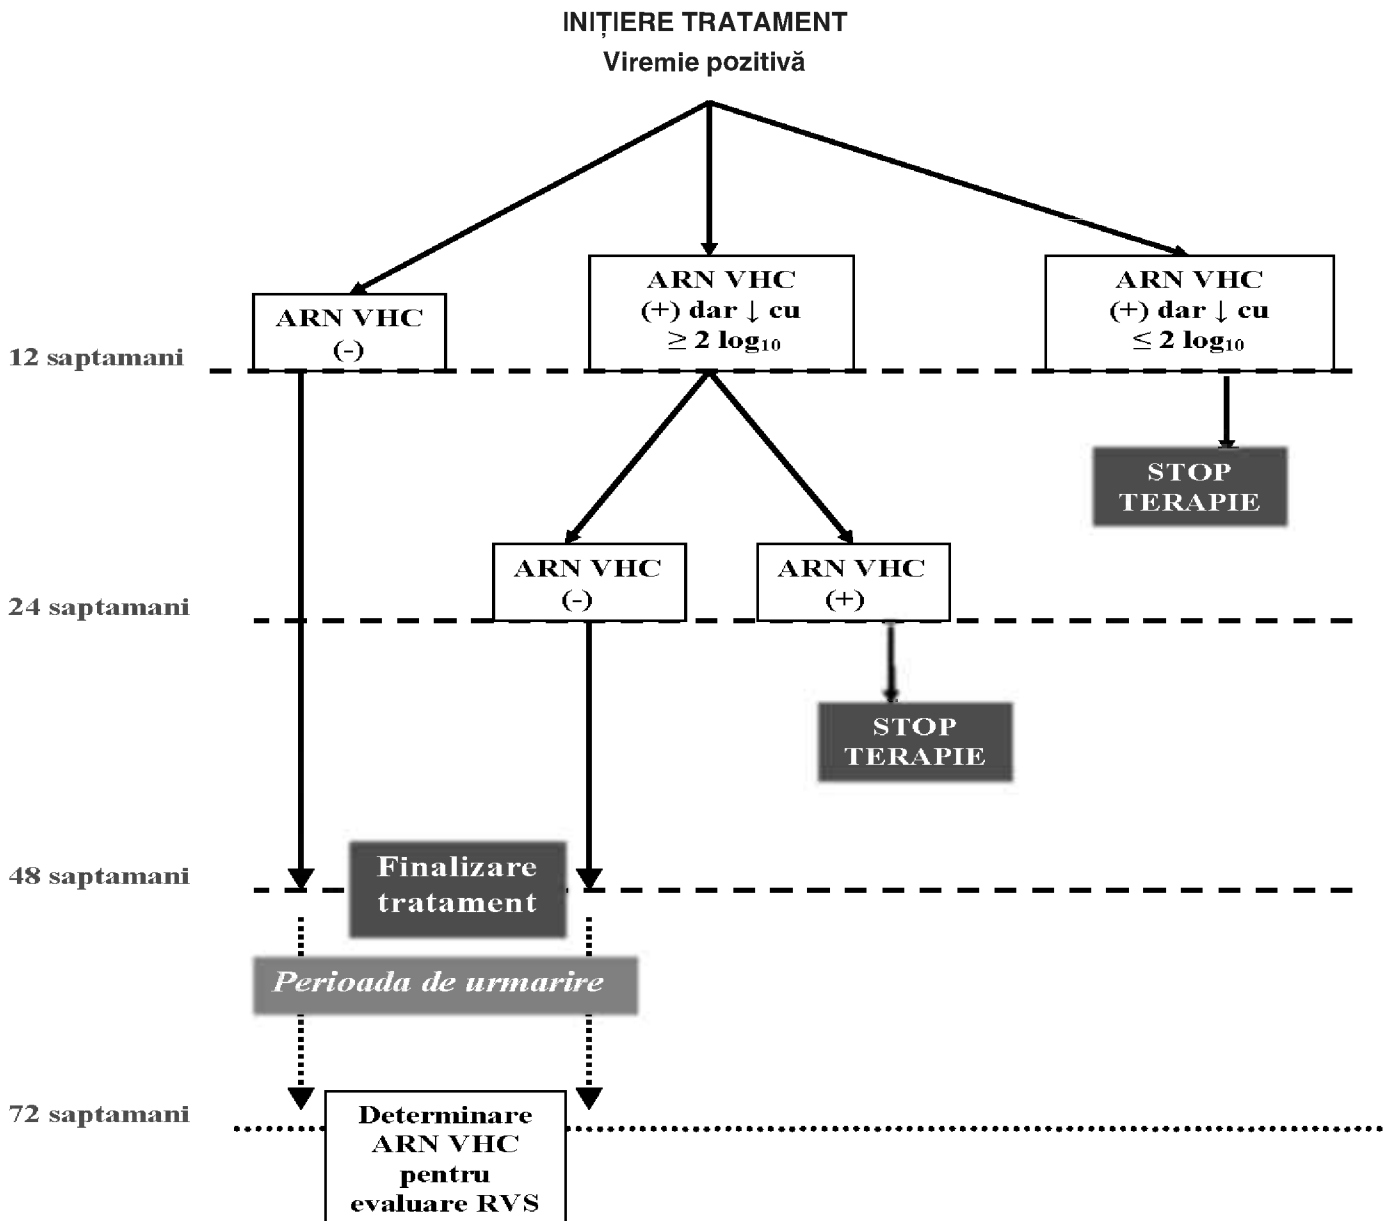 INIȚIERE TRATAMENT
Viremie pozitivă
ARN VHC
(-)
ARN VHC
(+) dar ↓ cu
≥ 2 log₁₀
ARN VHC
(+) dar ↓ cu
≤ 2 log₁₀
12 saptamani
STOP
TERAPIE
ARN VHC
(-)
ARN VHC
(+)
24 saptamani
STOP
TERAPIE
48 saptamani
Finalizare
tratament
Perioada de urmarire
72 saptamani
Determinare
ARN VHC
pentru
evaluare RVS